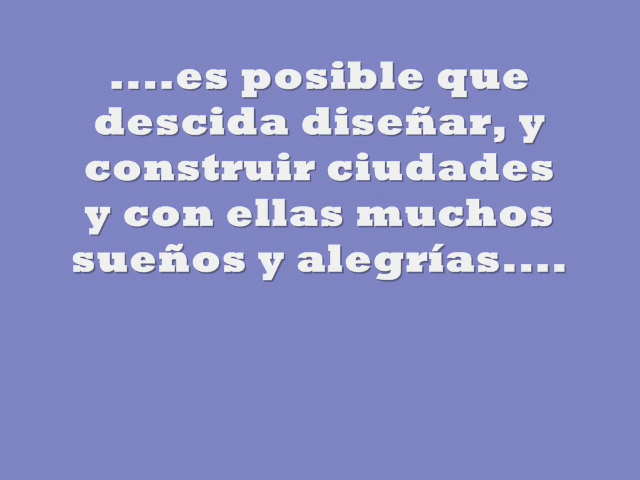 ....es posible que
descida diseñar, y
construir ciudades
y con ellas muchos
sueños y alegrías....